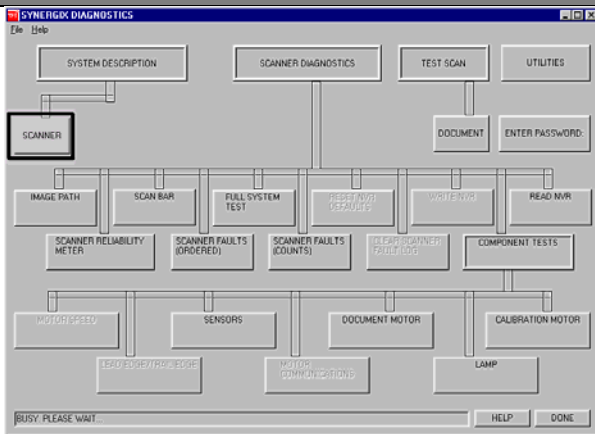 SYNERGIX DIAGNOSTICS
File Help
SYSTEM DESCRIPTION
SCANNER DIAGNOSTICS
TEST SCAN
UTILITIES
SCANNER
DOCUMENT
ENTER PASSWORD:
IMAGE PATH
SCAN BAR
FULL SYSTEM
TEST
RESET NVR
DEFAULTS
WRITE NVR
READ NVR
SCANNER RELIABILITY
METER
SCANNER FAULTS
(ORDERED)
SCANNER FAULTS
(COUNTS)
CLEAR SCANNER
FAULT LOG
COMPONENT TESTS
MOTOR SPEED
SENSORS
DOCUMENT MOTOR
CALIBRATION MOTOR
LEAD EDGE/TRAIL EDGE
MOTOR
COMMUNICATIONS
LAMP
BUSY. PLEASE WAIT...
HELP
DONE